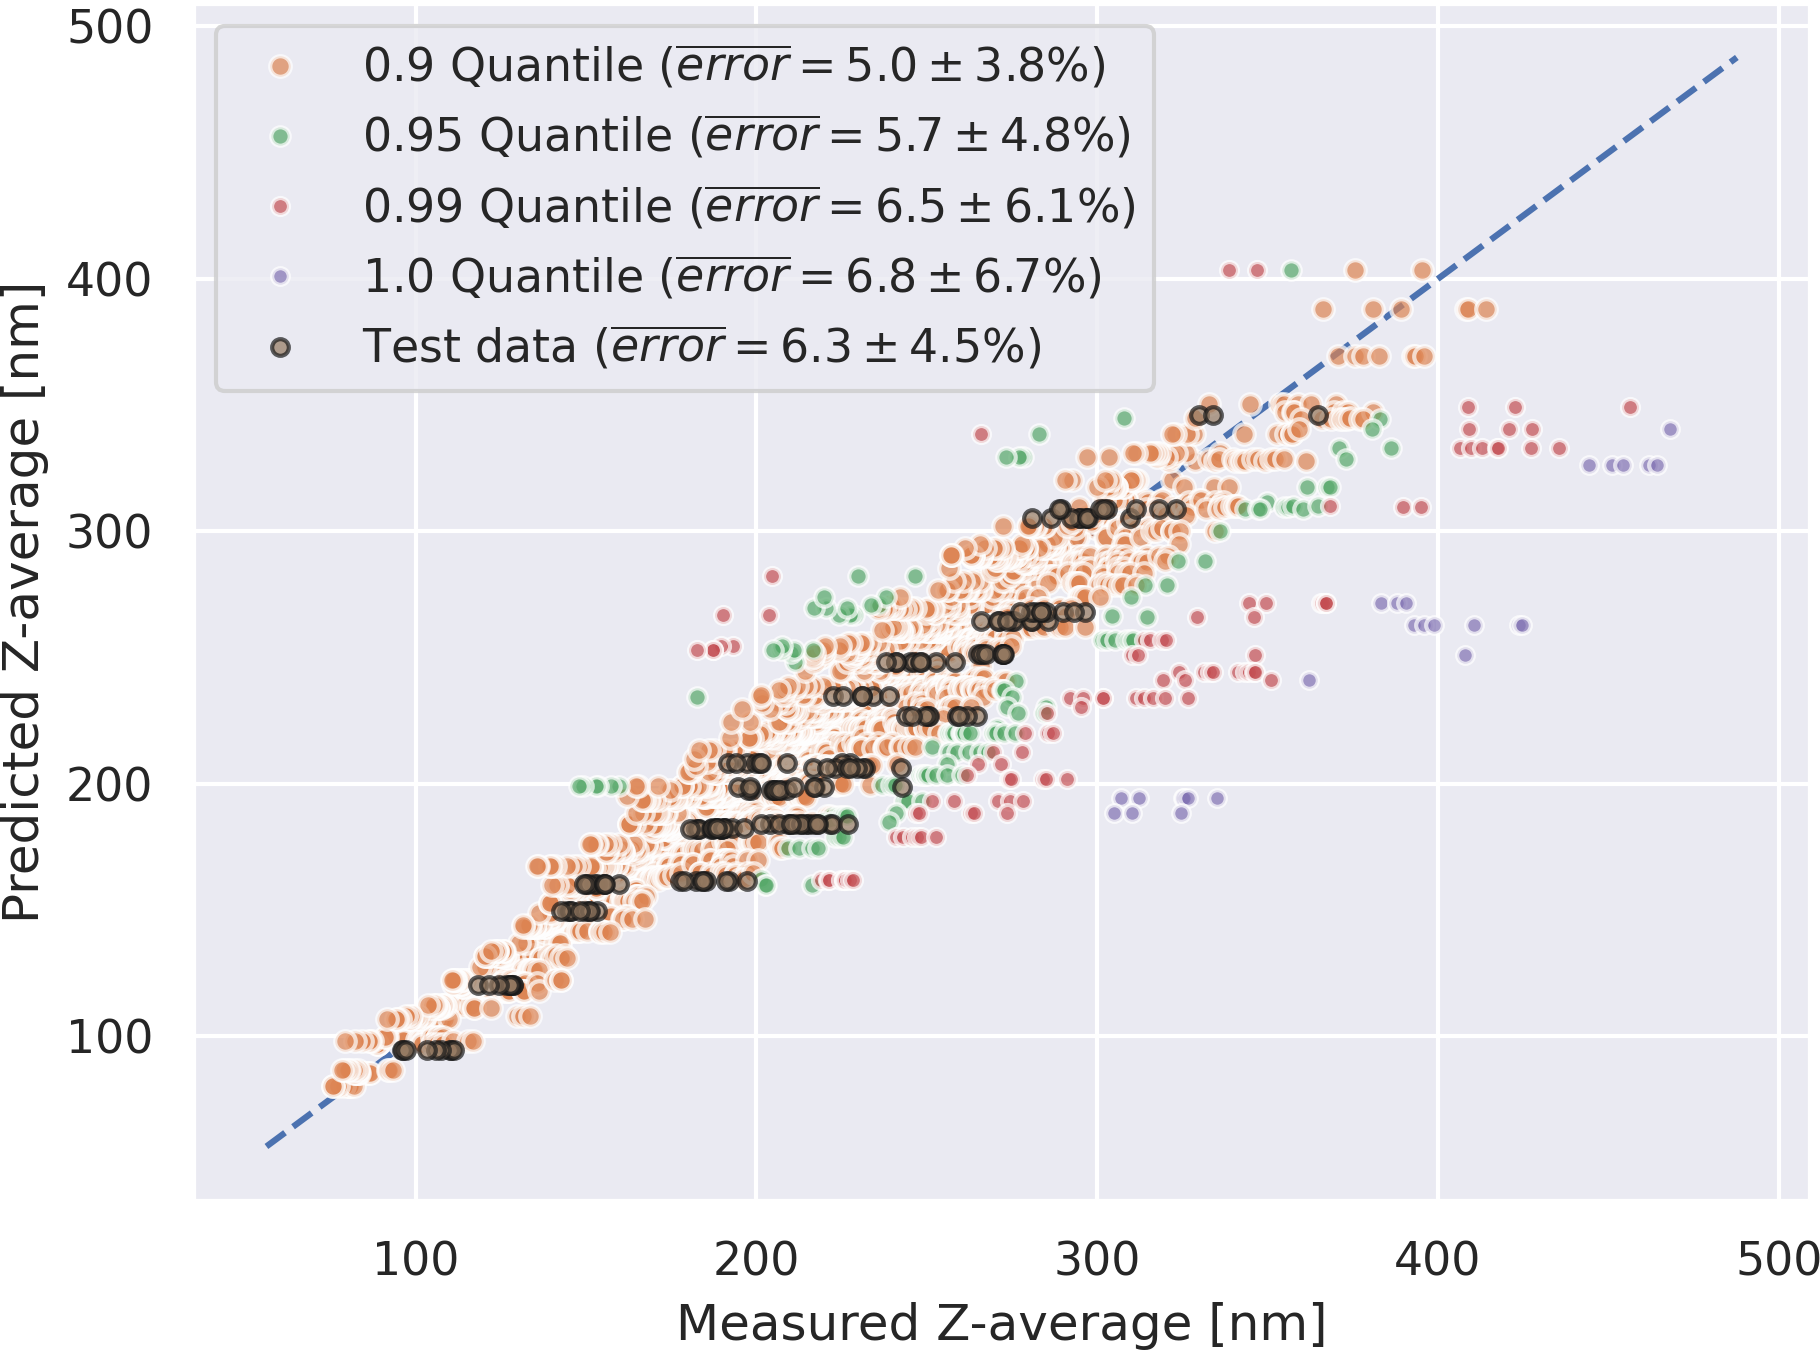 500
400
300
200
100
Predicted Z-average [nm]
0.9 Quantile (error = 5.0 ± 3.8%)
0.95 Quantile (error = 5.7 ± 4.8%)
0.99 Quantile (error = 6.5 ± 6.1%)
1.0 Quantile (error = 6.8 ± 6.7%)
Test data (error = 6.3 ± 4.5%)
100 200 300 400 500
Measured Z-average [nm]